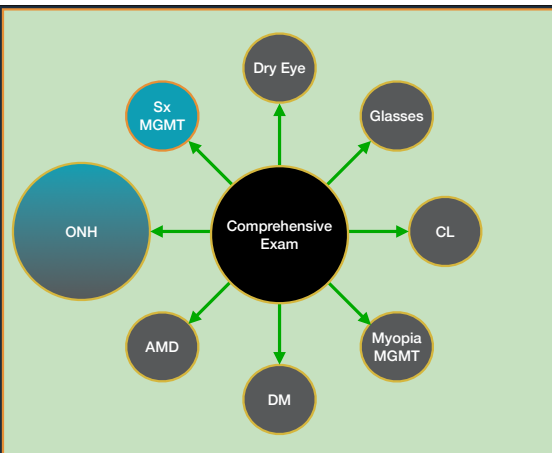 Dry Eye
Sx
MGMT
Glasses
ONH
Comprehensive
Exam
CL
AMD
Myopia
MGMT
DM